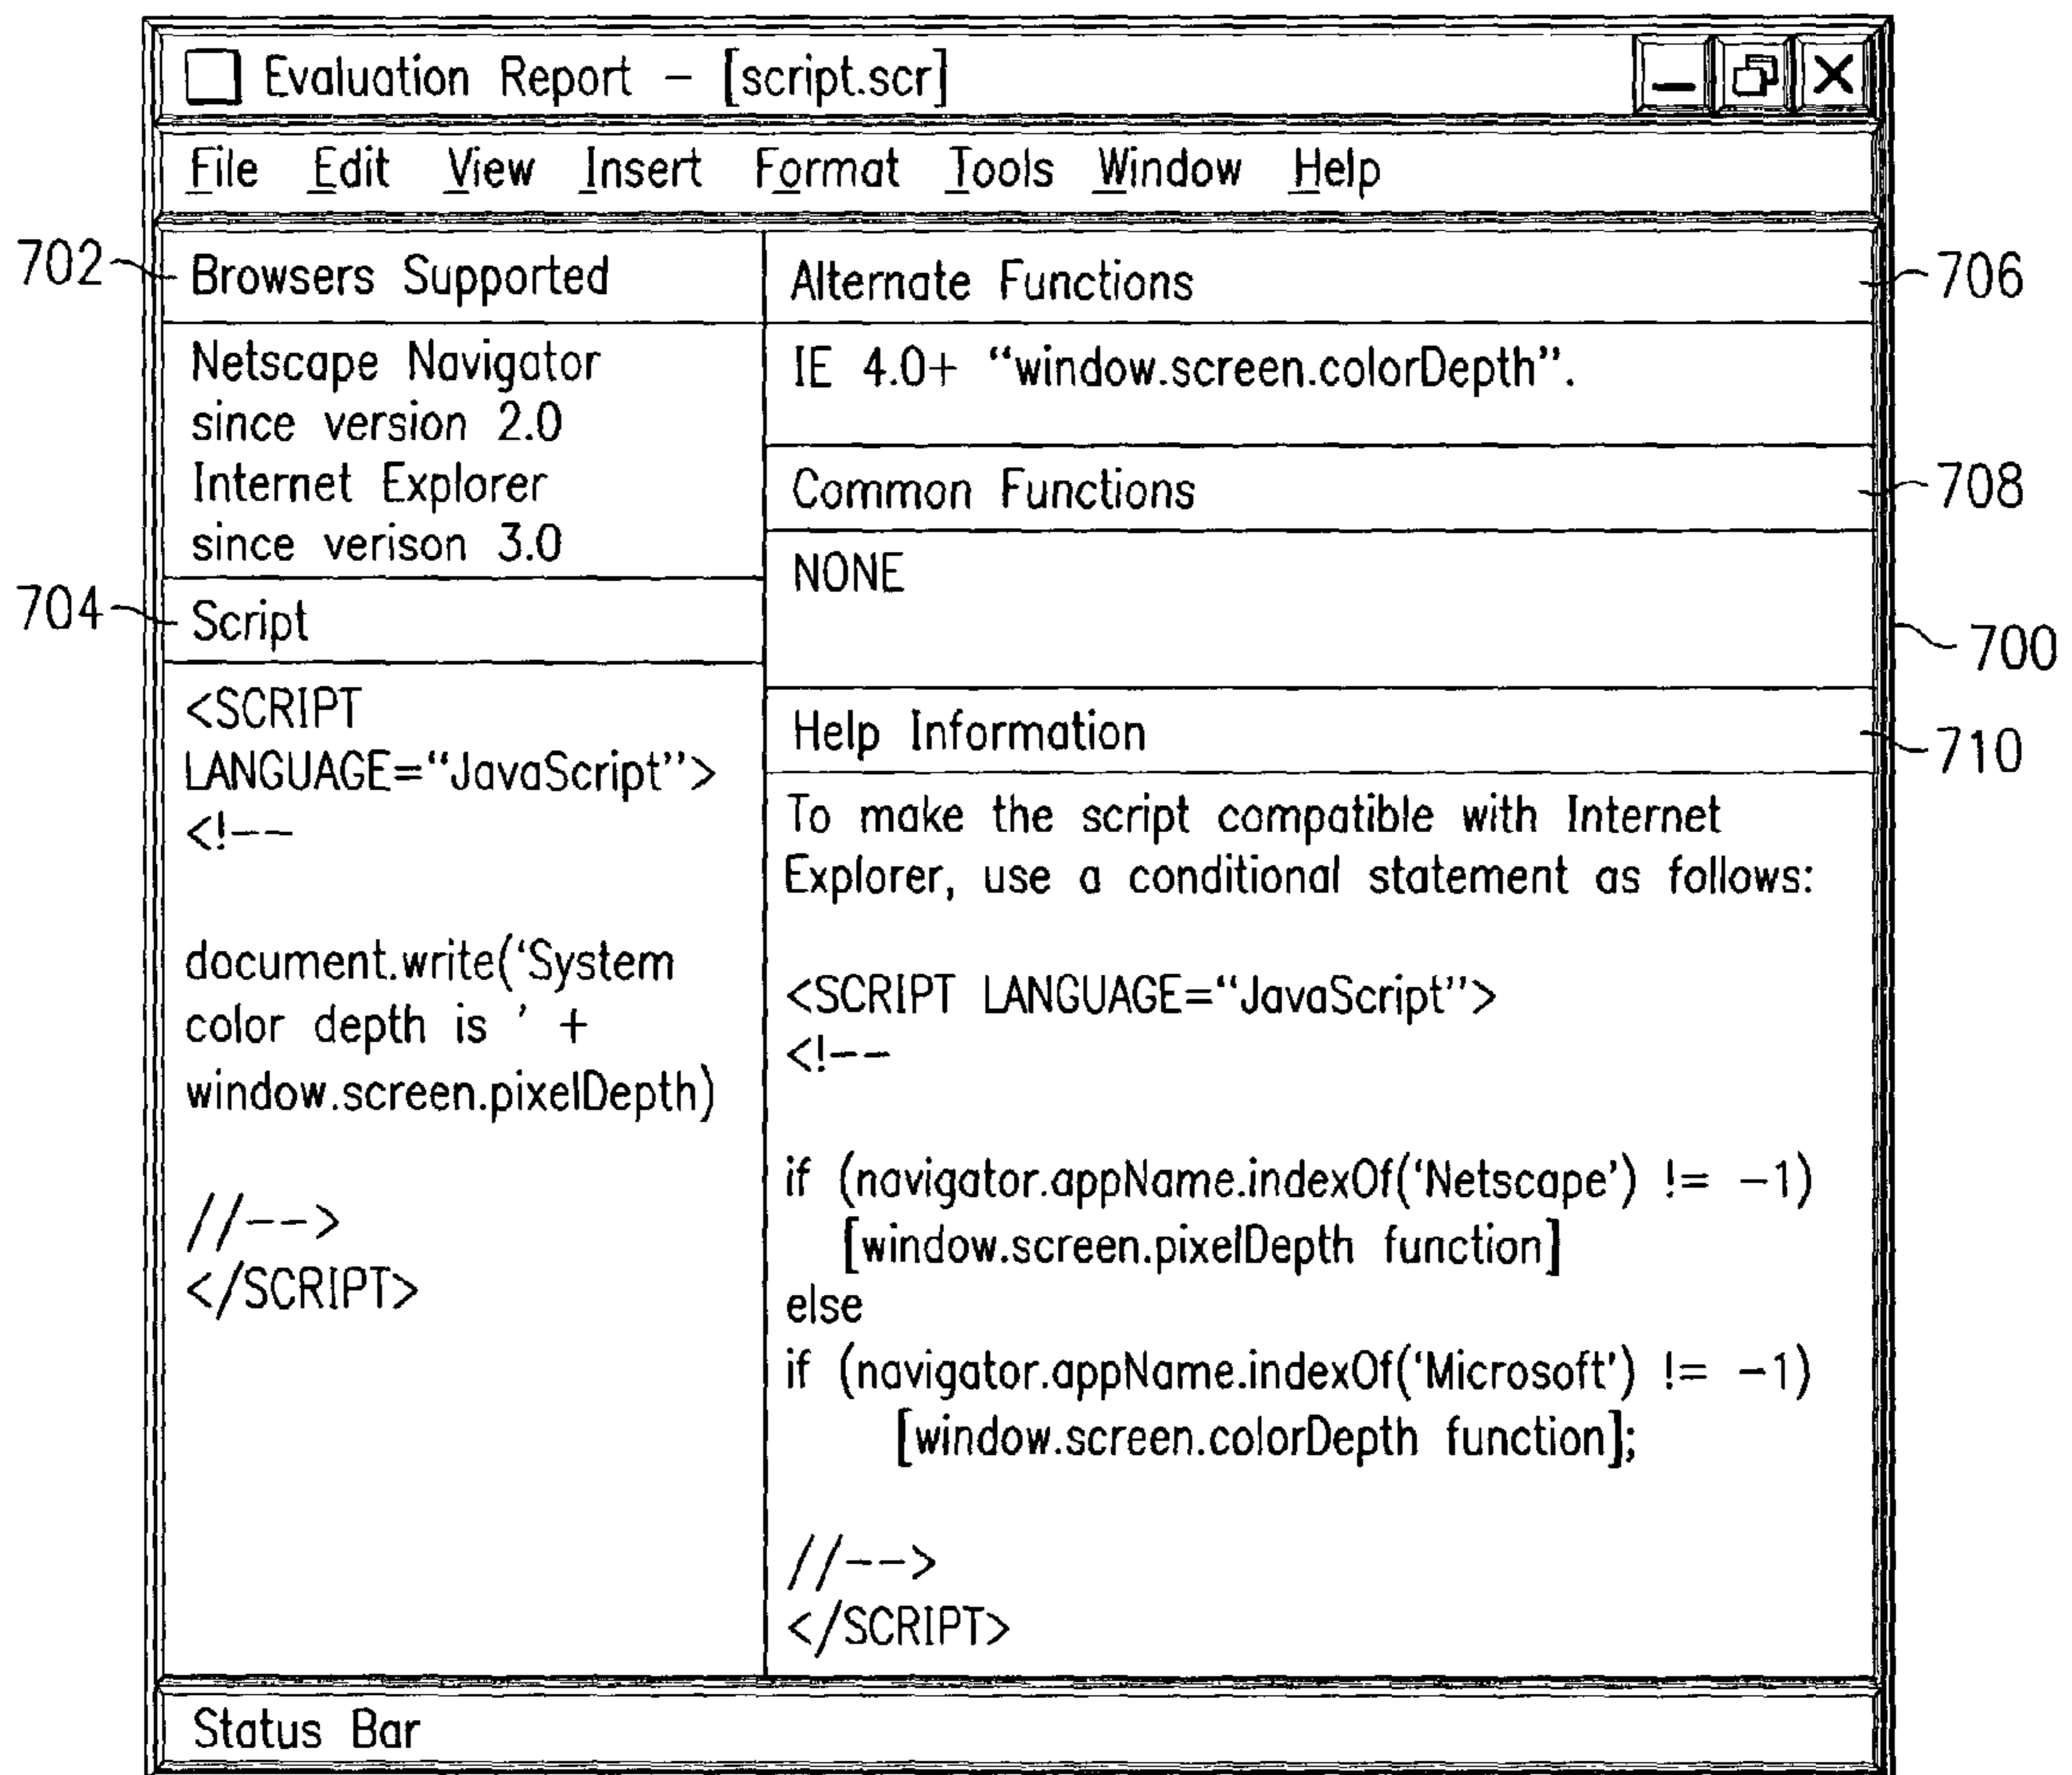 Evaluation Report - [script.scr]
File Edit View Insert Format Tools Window Help
702
Browsers Supported
Netscape Navigator
since version 2.0
Internet Explorer
since verison 3.0
704
Script
<SCRIPT
LANGUAGE=“JavaScript”>
<!--
document.write(‘System
color depth is ’ +
window.screen.pixelDepth)
//-->
</SCRIPT>
Alternate Functions
706
IE 4.0+ “window.screen.colorDepth”.
Common Functions
708
NONE
700
Help Information
710
To make the script compatible with Internet
Explorer, use a conditional statement as follows:
<SCRIPT LANGUAGE=“JavaScript”>
<!--
if (navigator.appName.indexOf(‘Netscape’) != -1)
[window.screen.pixelDepth function]
else
if (navigator.appName.indexOf(‘Microsoft’) != -1)
[window.screen.colorDepth function];
//-->
</SCRIPT>
Status Bar